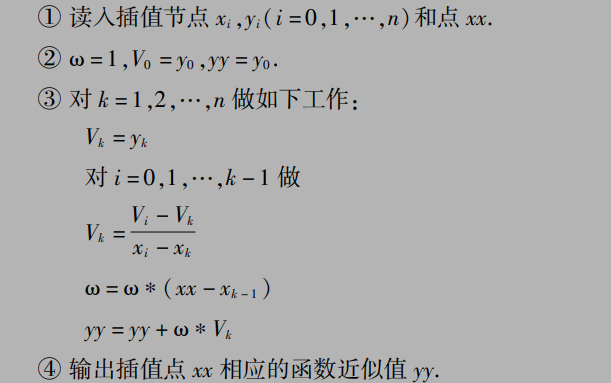 ① 读入插值节点 xᵢ,yᵢ(i=0,1,⋯,n)和点 xx.
② ω=1,V₀=y₀,yy=y₀.
③ 对 k=1,2,⋯,n 做如下工作:
Vₖ=yₖ
对 i=0,1,⋯,k-1 做
Vₖ=(Vᵢ-Vₖ)/(xᵢ-xₖ)
ω=ω*(xx-xₖ₋₁)
yy=yy+ω*Vₖ
④ 输出插值点 xx 相应的函数近似值 yy.